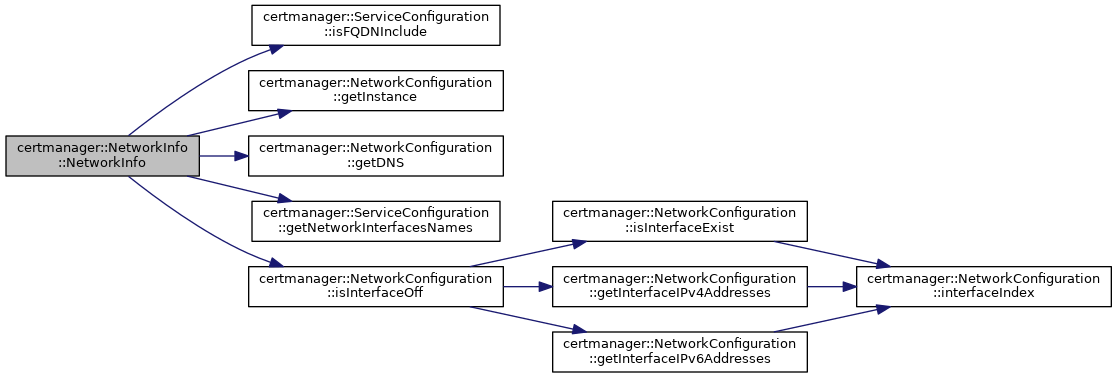 certmanager::ServiceConfiguration
::isFQDNInclude
certmanager::NetworkConfiguration
::getInstance
certmanager::NetworkInfo
::NetworkInfo
certmanager::NetworkConfiguration
::getDNS
certmanager::ServiceConfiguration
::getNetworkInterfacesNames
certmanager::NetworkConfiguration
::isInterfaceOff
certmanager::NetworkConfiguration
::isInterfaceExist
certmanager::NetworkConfiguration
::getInterfaceIPv4Addresses
certmanager::NetworkConfiguration
::getInterfaceIPv6Addresses
certmanager::NetworkConfiguration
::interfaceIndex